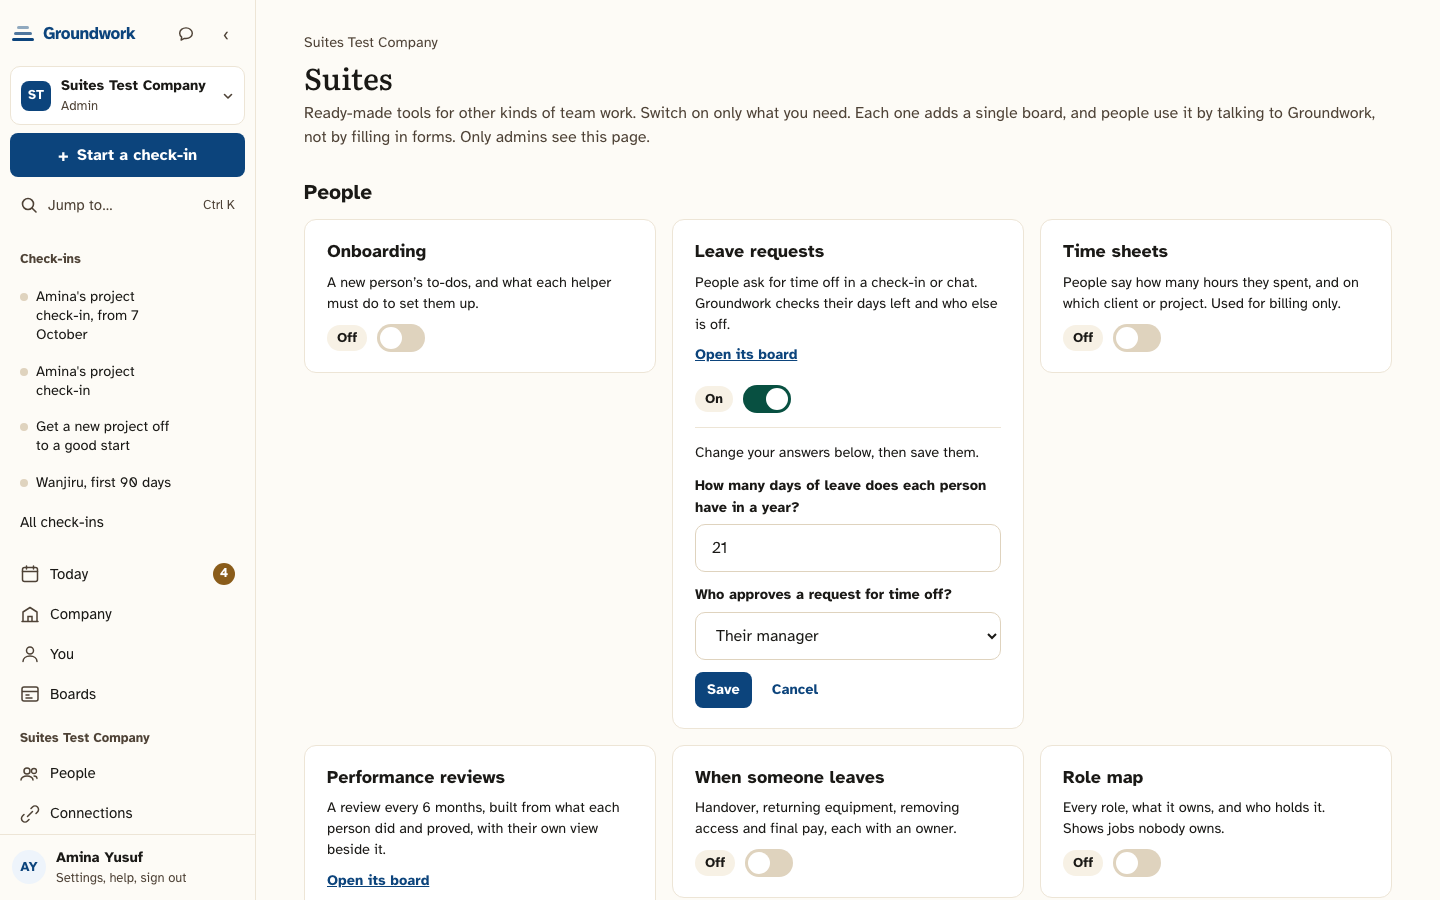 Groundwork
ST
Suites Test Company
Admin
+ Start a check-in
Jump to...
Ctrl K
Check-ins
Amina's project
check-in, from 7
October
Amina's project
check-in
Get a new project off
to a good start
Wanjiru, first 90 days
All check-ins
Today
4
Company
You
Boards
Suites Test Company
People
Connections
AY
Amina Yusuf
Settings, help, sign out
Suites Test Company
Suites
Ready-made tools for other kinds of team work. Switch on only what you need. Each one adds a single board, and people use it by talking to Groundwork,
not by filling in forms. Only admins see this page.
People
Onboarding
A new person’s to-dos, and what each helper
must do to set them up.
Off
Leave requests
People ask for time off in a check-in or chat.
Groundwork checks their days left and who else
is off.
Open its board
On
Change your answers below, then save them.
How many days of leave does each person
have in a year?
21
Who approves a request for time off?
Their manager
Save
Cancel
Time sheets
People say how many hours they spent, and on
which client or project. Used for billing only.
Off
Performance reviews
A review every 6 months, built from what each
person did and proved, with their own view
beside it.
Open its board
When someone leaves
Handover, returning equipment, removing
access and final pay, each with an owner.
Off
Role map
Every role, what it owns, and who holds it.
Shows jobs nobody owns.
Off